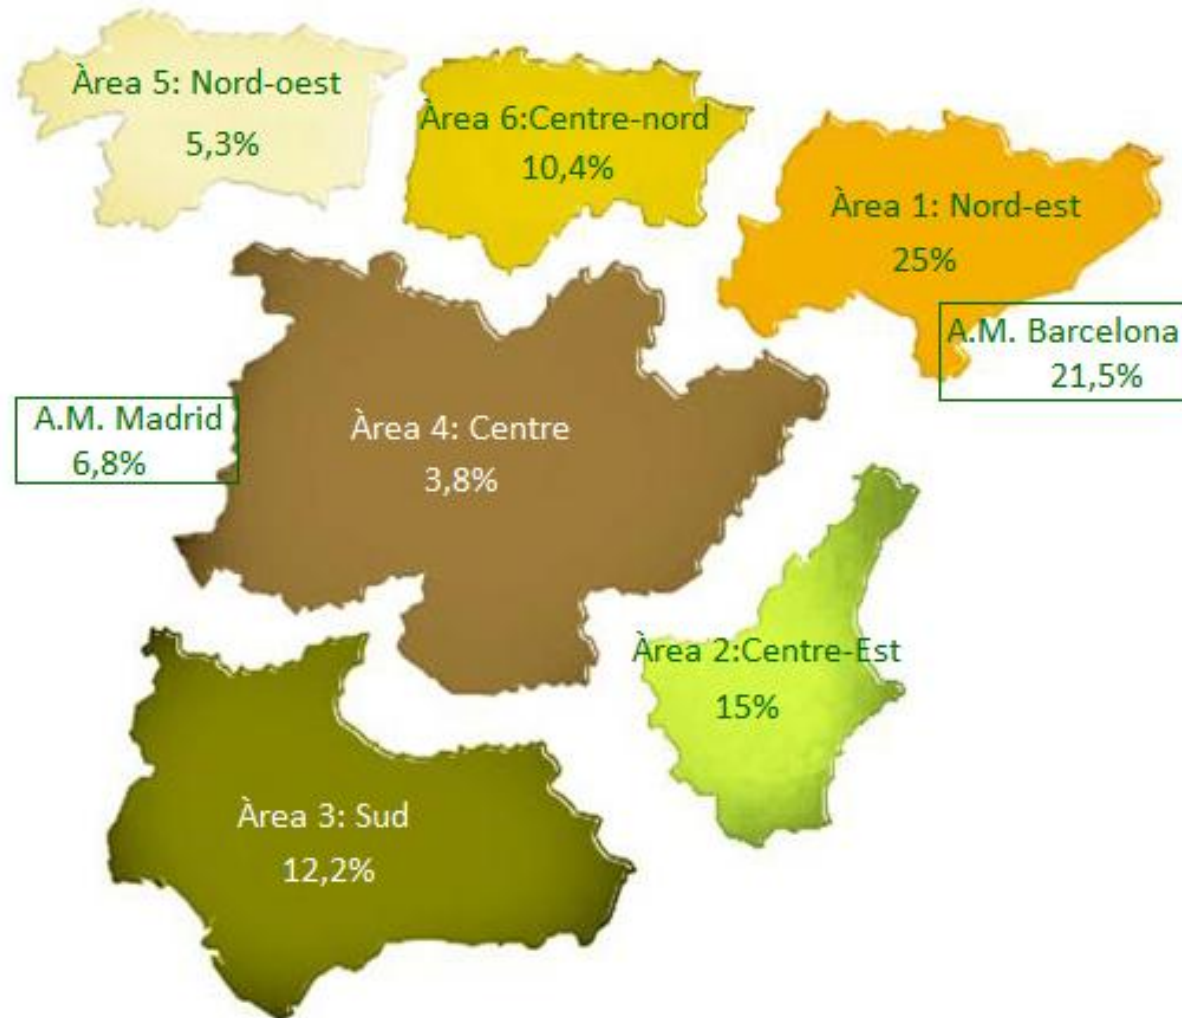 Àrea 5: Nord-oest
5,3%
Àrea 6:Centre-nord
10,4%
Àrea 1: Nord-est
25%
A.M. Barcelona
21,5%
A.M. Madrid
6,8%
Àrea 4: Centre
3,8%
Àrea 2:Centre-Est
15%
Àrea 3: Sud
12,2%